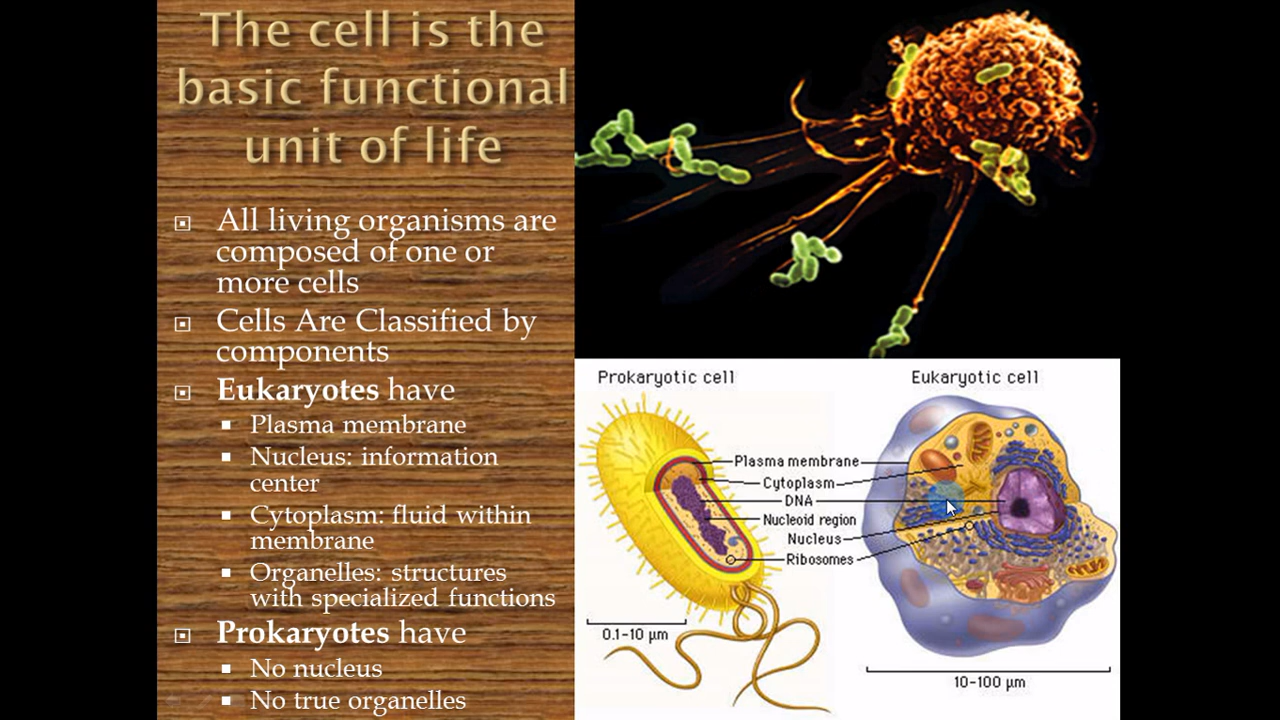 The cell is the
basic functional
unit of life
All living organisms are
composed of one or
more cells
Cells Are Classified by
components
Eukaryotes have
Plasma membrane
Nucleus: information
center
Cytoplasm: fluid within
membrane
Organelles: structures
with specialized functions
Prokaryotes have
No nucleus
No true organelles
Prokaryotic cell
Eukaryotic cell
Plasma membrane
Cytoplasm
DNA
Nucleoid region
Nucleus
Ribosomes
0.1-10 μm
10-100 μm